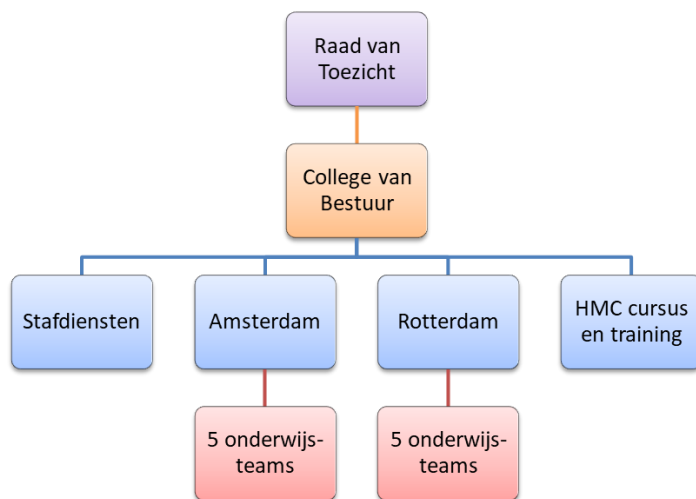 Raad van
Toezicht
College van
Bestuur
Stafdiensten
Amsterdam
Rotterdam
HMC cursus
en training
5 onderwijs-
teams
5 onderwijs-
teams